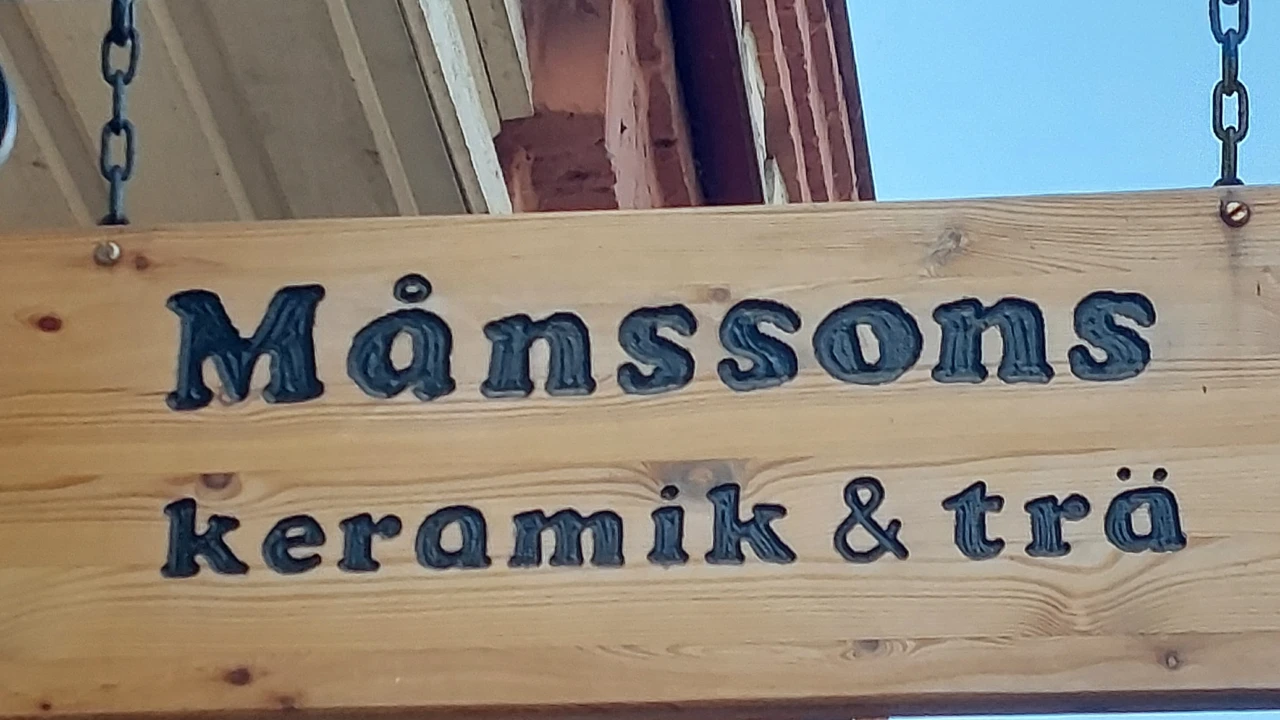 Månssons
keramik & trä